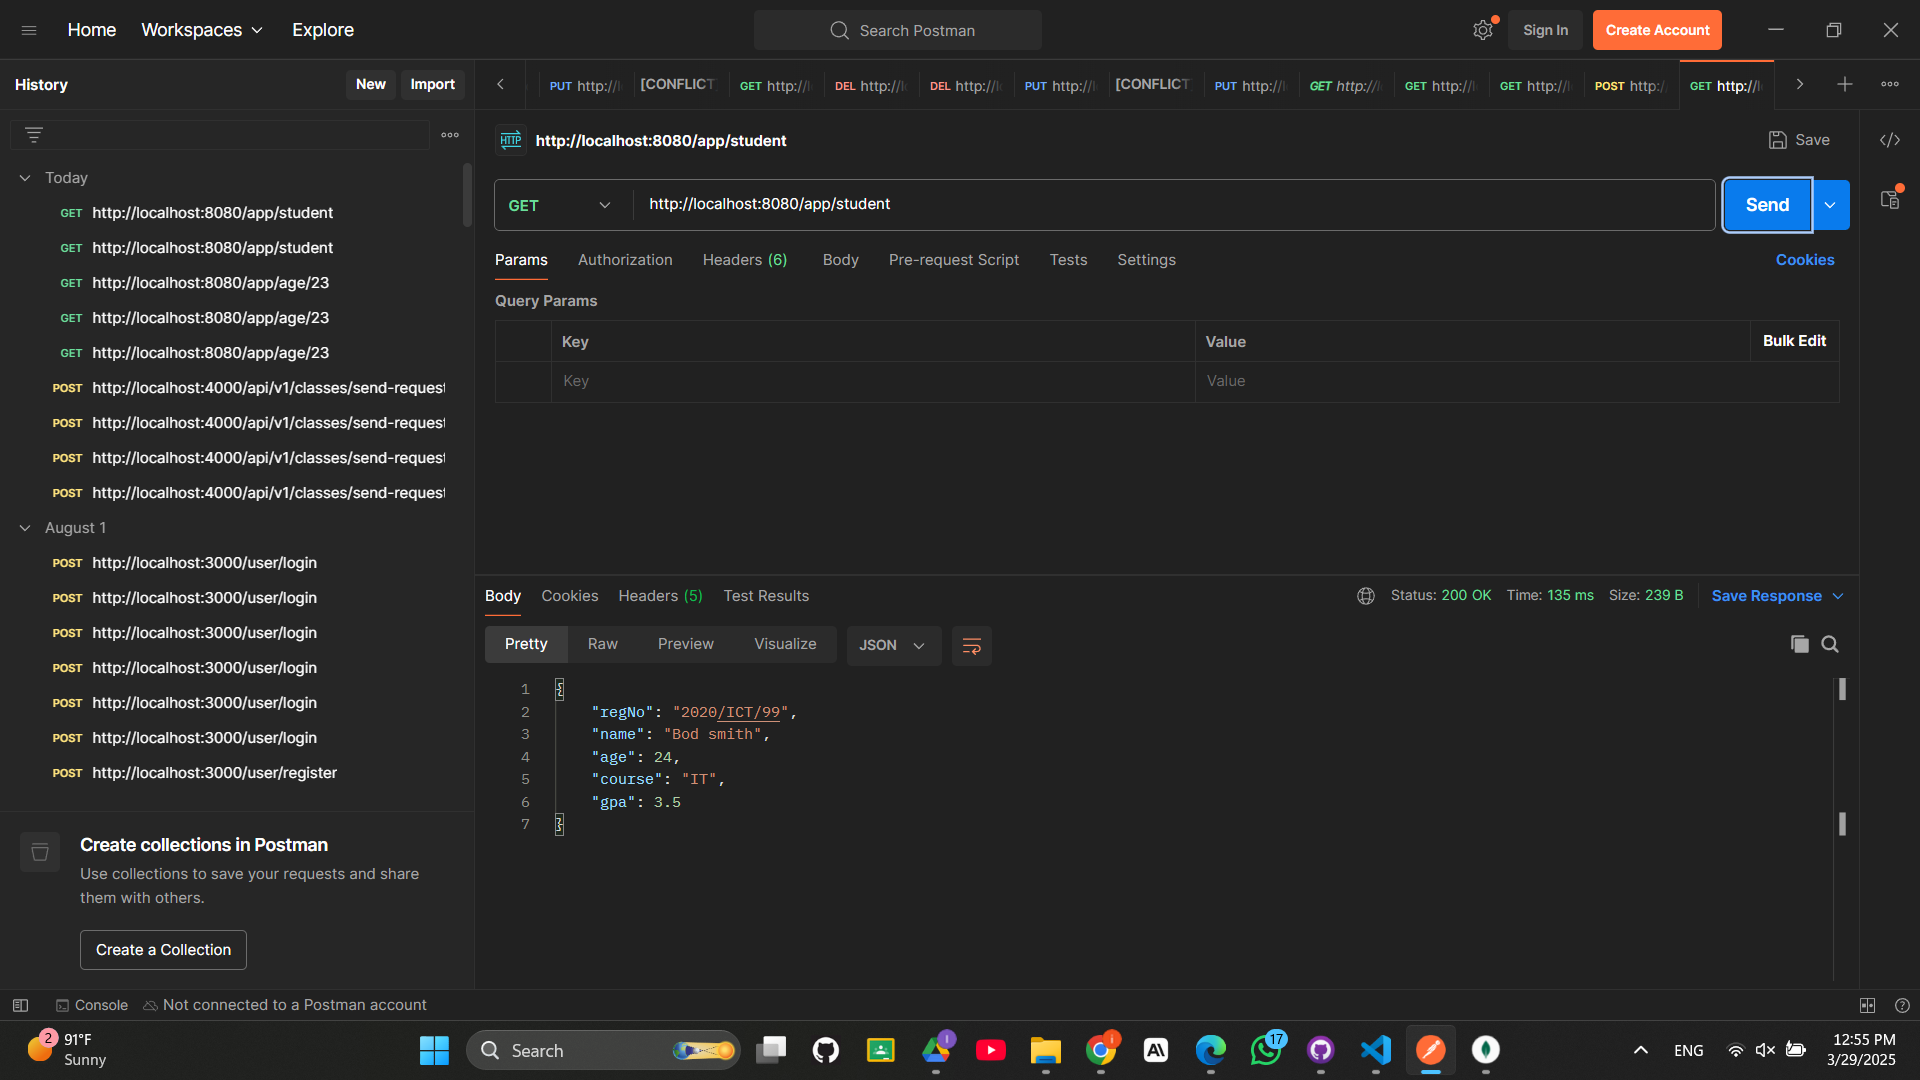 Home Workspaces Explore
Search Postman
Sign In Create Account
History New Import
PUT http://l [CONFLICT] GET http://l DEL http://l DEL http://l PUT http://l [CONFLICT] PUT http://l GET http://l GET http://l GET http://l POST http:/ GET http://l
HTTP http://localhost:8080/app/student Save
Today
GET http://localhost:8080/app/student
GET http://localhost:8080/app/student
GET http://localhost:8080/app/age/23
GET http://localhost:8080/app/age/23
GET http://localhost:8080/app/age/23
POST http://localhost:4000/api/v1/classes/send-request
POST http://localhost:4000/api/v1/classes/send-request
POST http://localhost:4000/api/v1/classes/send-request
POST http://localhost:4000/api/v1/classes/send-request
August 1
POST http://localhost:3000/user/login
POST http://localhost:3000/user/login
POST http://localhost:3000/user/login
POST http://localhost:3000/user/login
POST http://localhost:3000/user/login
POST http://localhost:3000/user/login
POST http://localhost:3000/user/register
Create collections in Postman
Use collections to save your requests and share
them with others.
Create a Collection
GET http://localhost:8080/app/student Send
Params Authorization Headers (6) Body Pre-request Script Tests Settings Cookies
Query Params
Key Value Bulk Edit
Key Value
Body Cookies Headers (5) Test Results Status: 200 OK Time: 135 ms Size: 239 B Save Response
Pretty Raw Preview Visualize JSON
1 {
2 "regNo": "2020/ICT/99",
3 "name": "Bod smith",
4 "age": 24,
5 "course": "IT",
6 "gpa": 3.5
7 }
Console Not connected to a Postman account
2 91°F
Sunny
Search
17
ENG
12:55 PM
3/29/2025